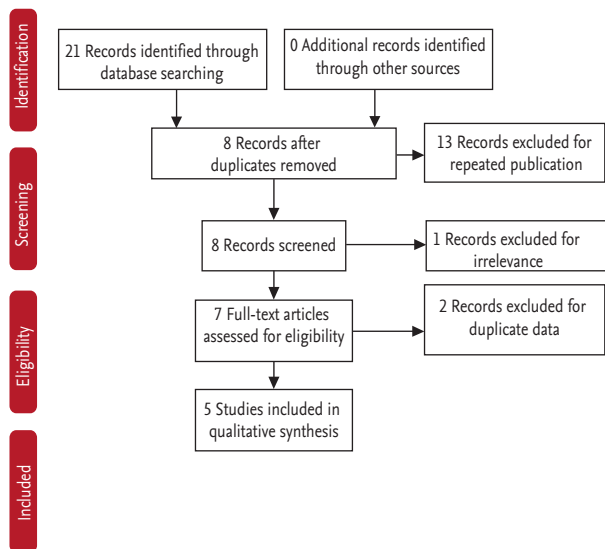 Identification
21 Records identified through
database searching
0 Additional records identified
through other sources
8 Records after
duplicates removed
13 Records excluded for
repeated publication
Screening
8 Records screened
1 Records excluded for
irrelevance
Eligibility
7 Full-text articles
assessed for eligibility
2 Records excluded for
duplicate data
5 Studies included in
qualitative synthesis
Included